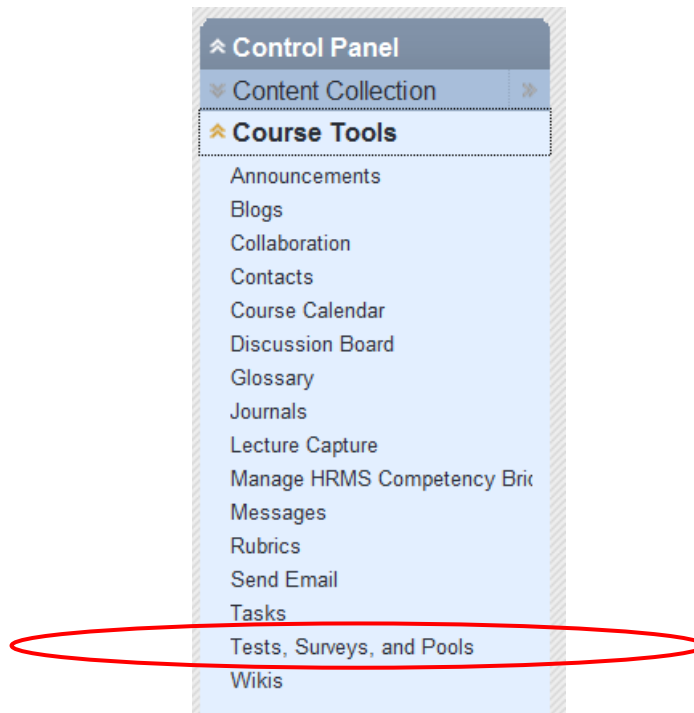 Control Panel
Content Collection
Course Tools
Announcements
Blogs
Collaboration
Contacts
Course Calendar
Discussion Board
Glossary
Journals
Lecture Capture
Manage HRMS Competency Brid
Messages
Rubrics
Send Email
Tasks
Tests, Surveys, and Pools
Wikis